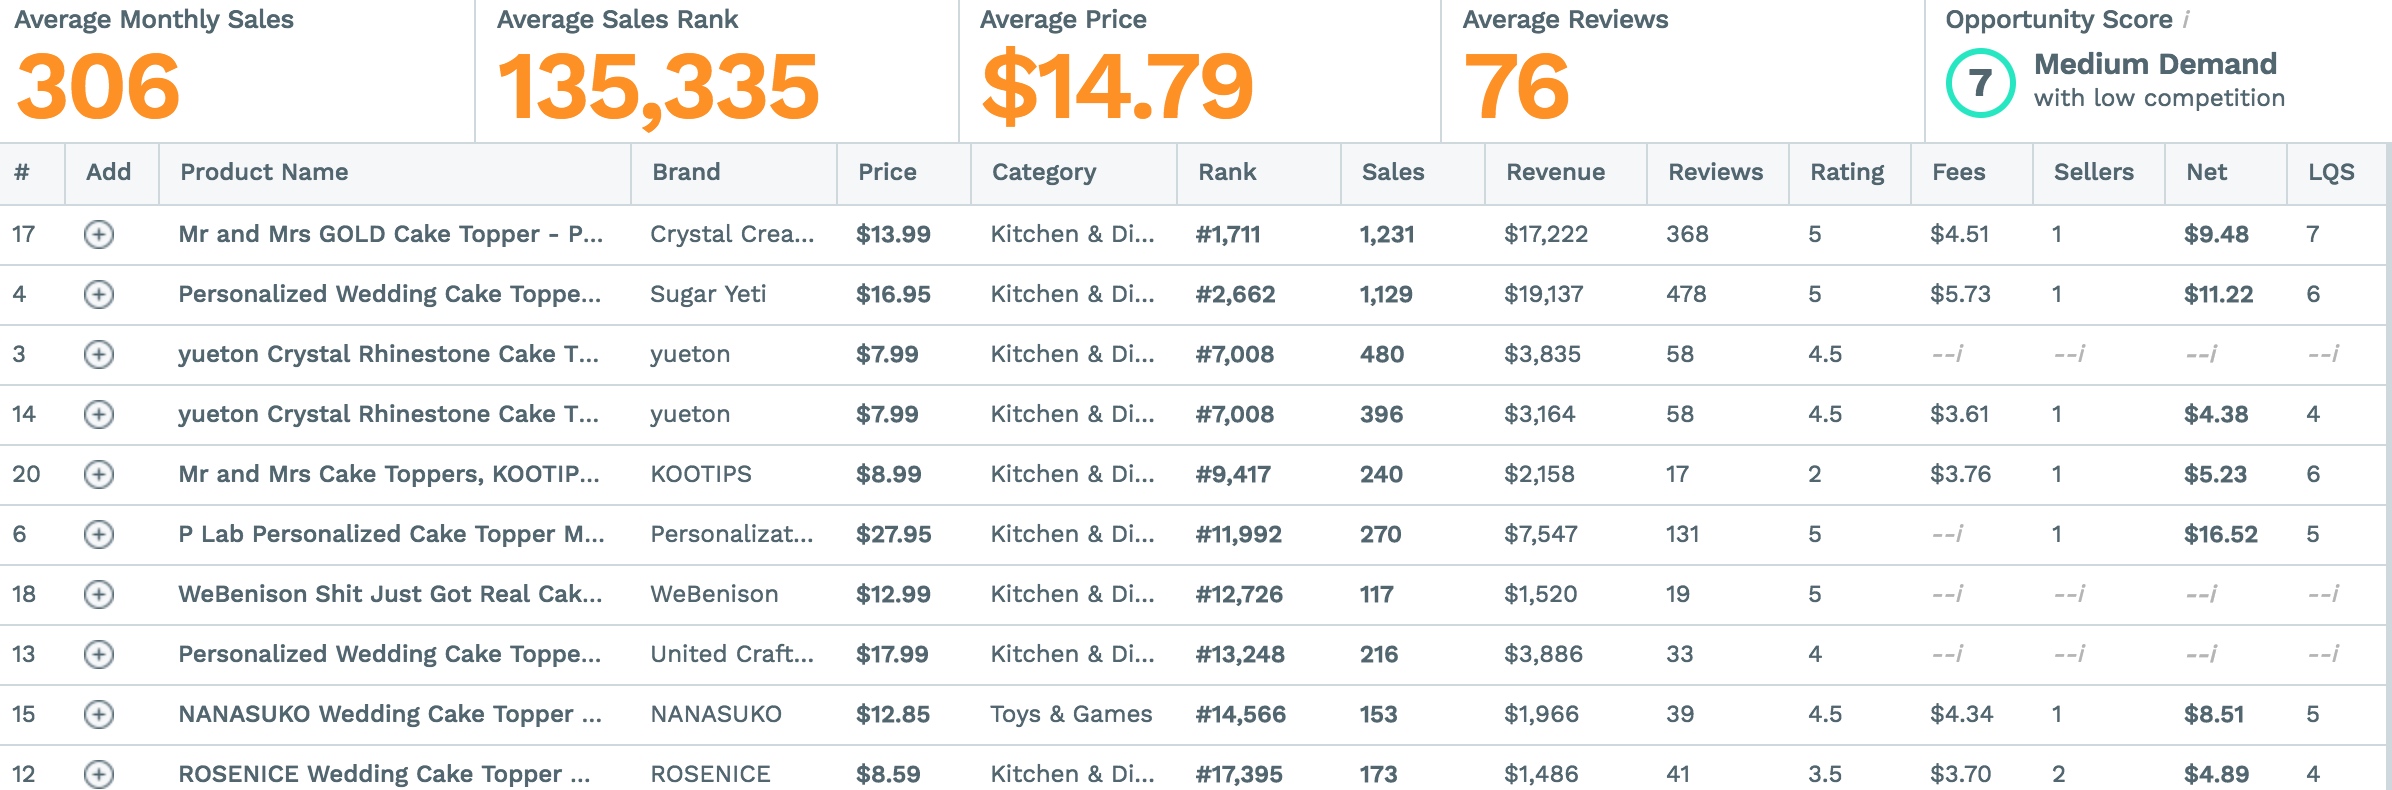 Average Monthly Sales Average Sales Rank Average Price Average Reviews Opportunity Score i
306 135,335 $14.79 76 7 Medium Demand
with low competition
# Add Product Name Brand Price Category Rank Sales Revenue Reviews Rating Fees Sellers Net LQS
17 Mr and Mrs GOLD Cake Topper - P... Crystal Crea... $13.99 Kitchen & Di... #1,711 1,231 $17,222 368 5 $4.51 1 $9.48 7
4 Personalized Wedding Cake Toppe... Sugar Yeti $16.95 Kitchen & Di... #2,662 1,129 $19,137 478 5 $5.73 1 $11.22 6
3 yueton Crystal Rhinestone Cake T... yueton $7.99 Kitchen & Di... #7,008 480 $3,835 58 4.5 --i --i --i --i
14 yueton Crystal Rhinestone Cake T... yueton $7.99 Kitchen & Di... #7,008 396 $3,164 58 4.5 $3.61 1 $4.38 4
20 Mr and Mrs Cake Toppers, KOOTIP... KOOTIPS $8.99 Kitchen & Di... #9,417 240 $2,158 17 2 $3.76 1 $5.23 6
6 P Lab Personalized Cake Topper M... Personalizat... $27.95 Kitchen & Di... #11,992 270 $7,547 131 5 --i 1 $16.52 5
18 WeBenison Shit Just Got Real Cak... WeBenison $12.99 Kitchen & Di... #12,726 117 $1,520 19 5 --i --i --i --i
13 Personalized Wedding Cake Toppe... United Craft... $17.99 Kitchen & Di... #13,248 216 $3,886 33 4 --i --i --i --i
15 NANASUKO Wedding Cake Topper ... NANASUKO $12.85 Toys & Games #14,566 153 $1,966 39 4.5 $4.34 1 $8.51 5
12 ROSENICE Wedding Cake Topper ... ROSENICE $8.59 Kitchen & Di... #17,395 173 $1,486 41 3.5 $3.70 2 $4.89 4